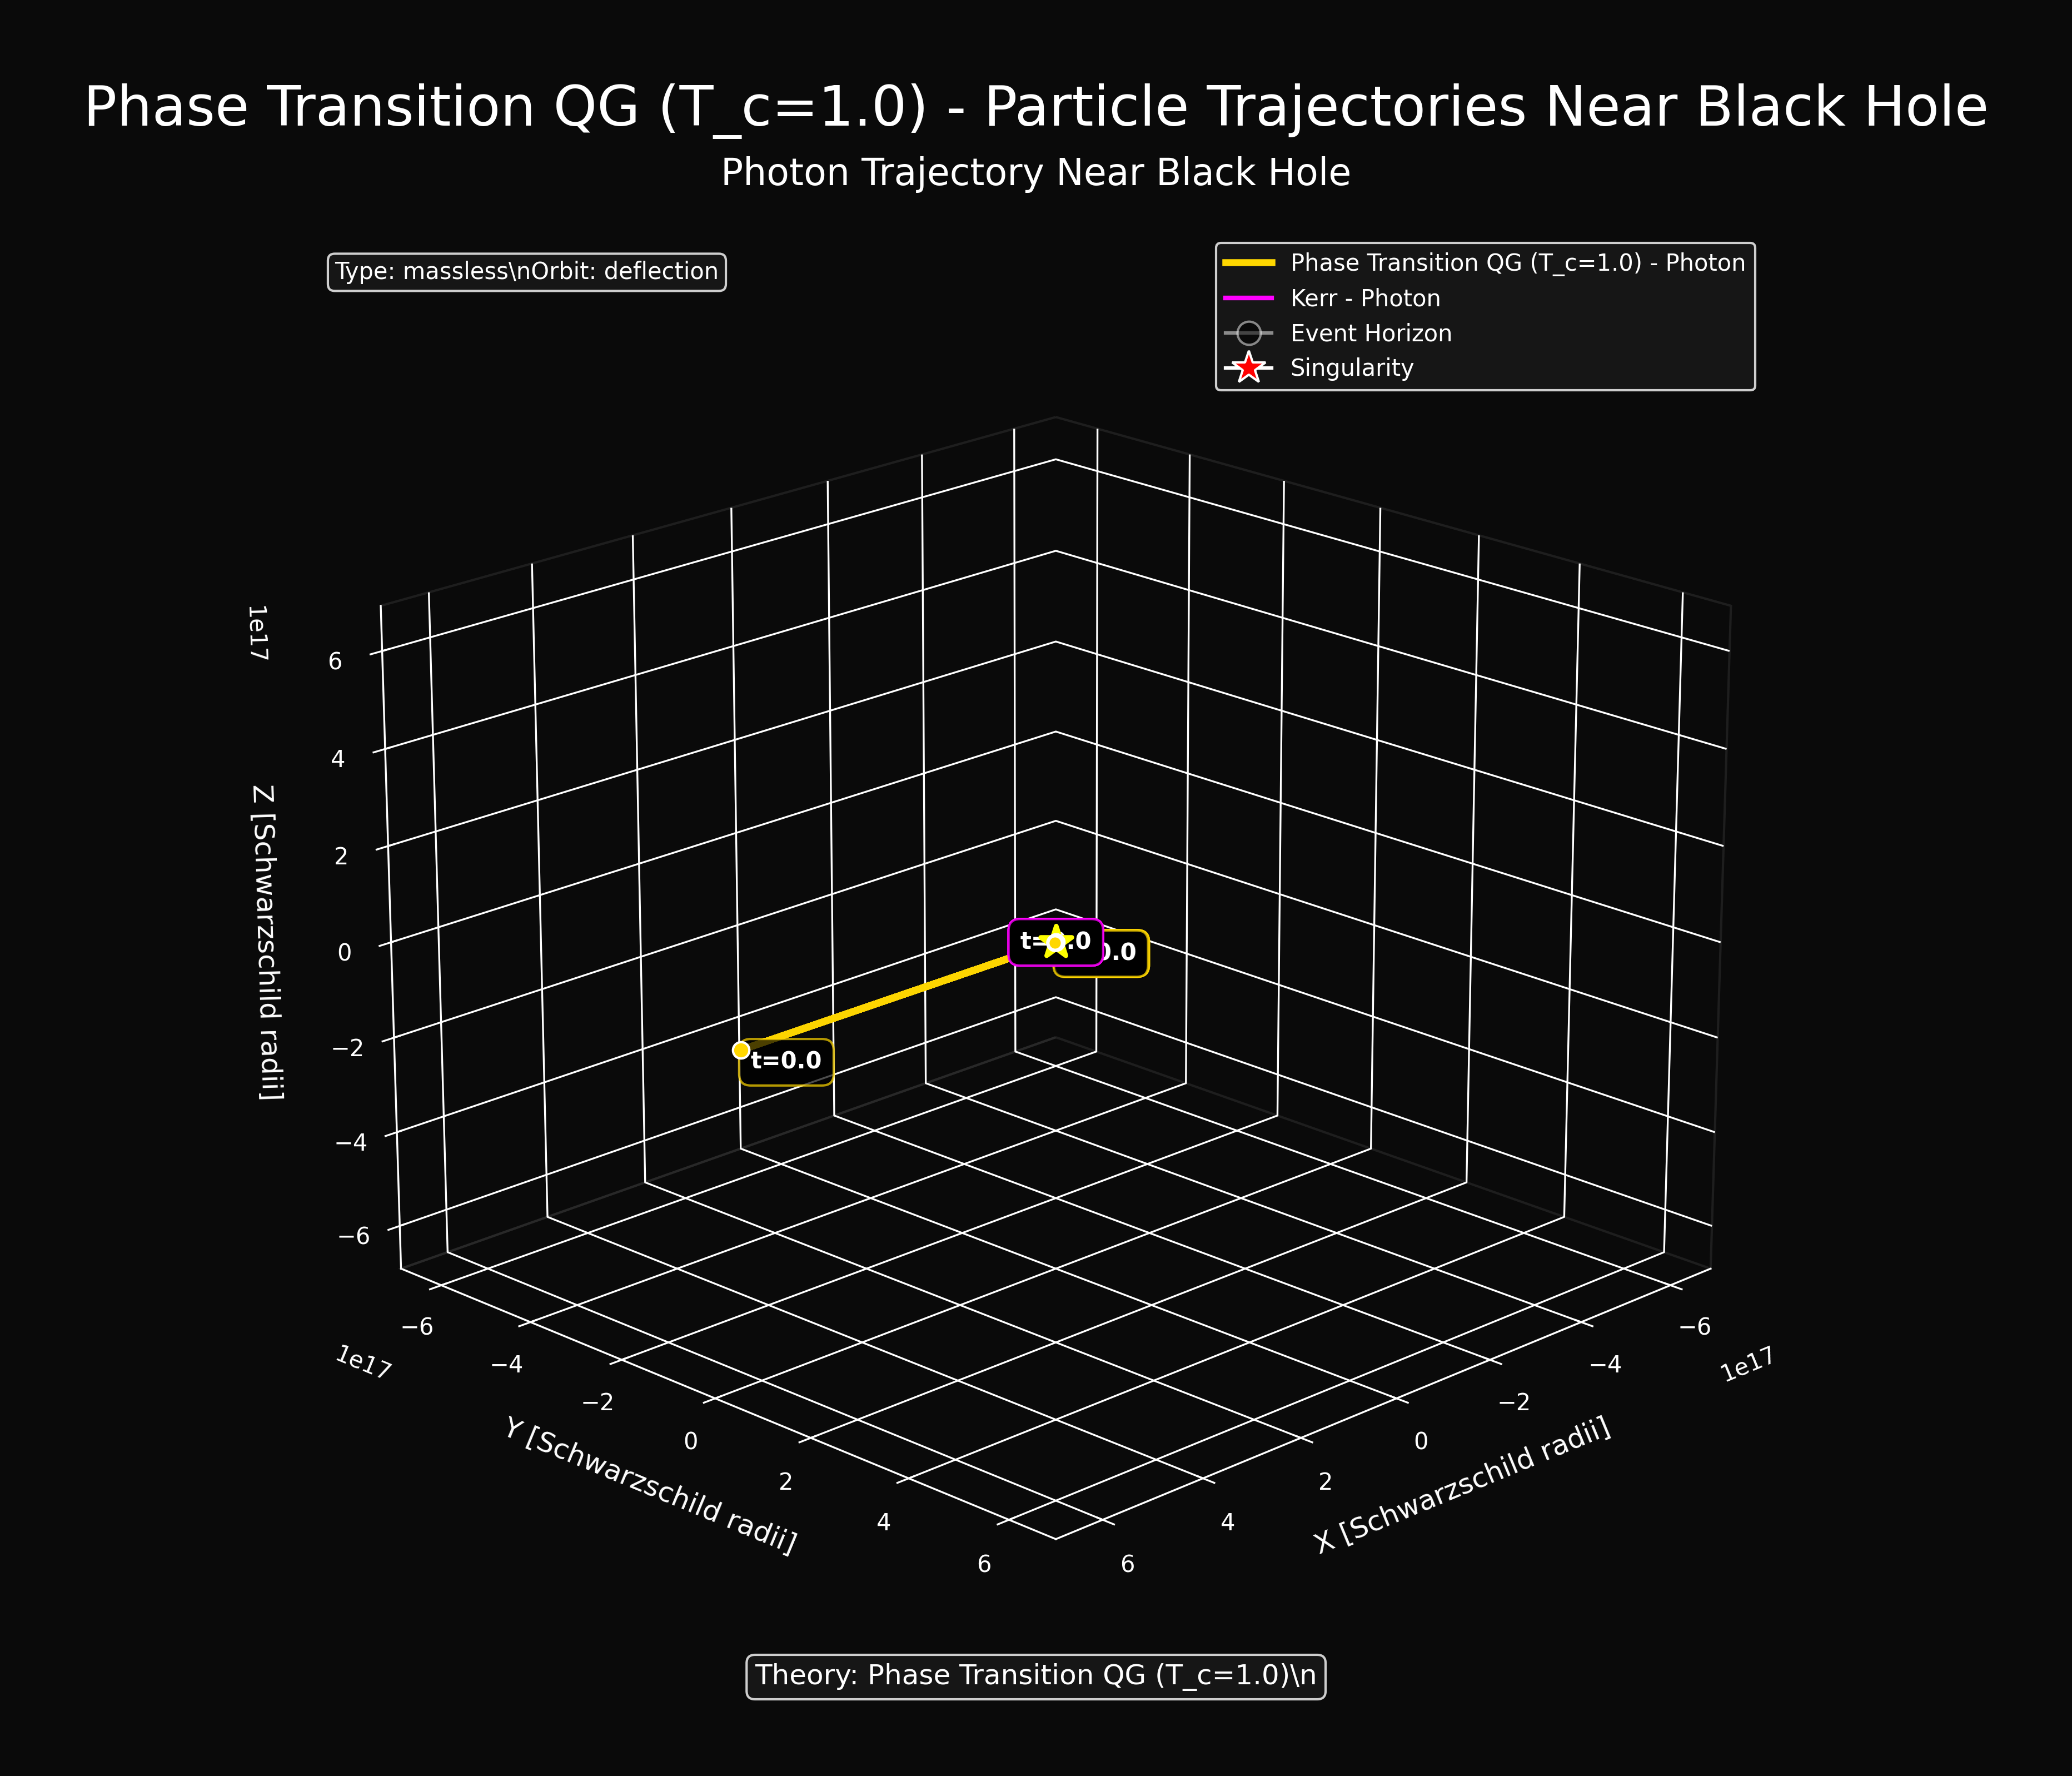 Phase Transition QG (T_c=1.0) - Particle Trajectories Near Black Hole
Photon Trajectory Near Black Hole
Type: massless\nOrbit: deflection
Phase Transition QG (T_c=1.0) - Photon
Kerr - Photon
Event Horizon
Singularity
1e17
6
4
2
0
−2
−4
−6
Z [Schwarzschild radii]
t=0.0
−6
−4
−2
0
2
4
6
1e17
Y [Schwarzschild radii]
6
4
2
0
−2
−4
−6
1e17
X [Schwarzschild radii]
Theory: Phase Transition QG (T_c=1.0)\n